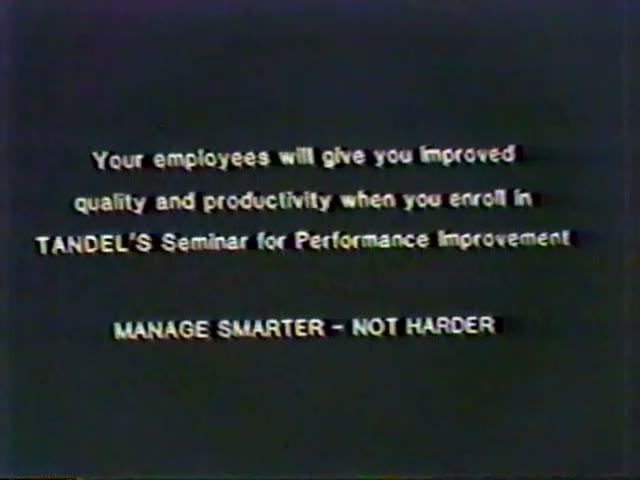 Your employees will give you improved
quality and productivity when you enroll in
TANDEL'S Seminar for Performance Improvement
MANAGE SMARTER - NOT HARDER